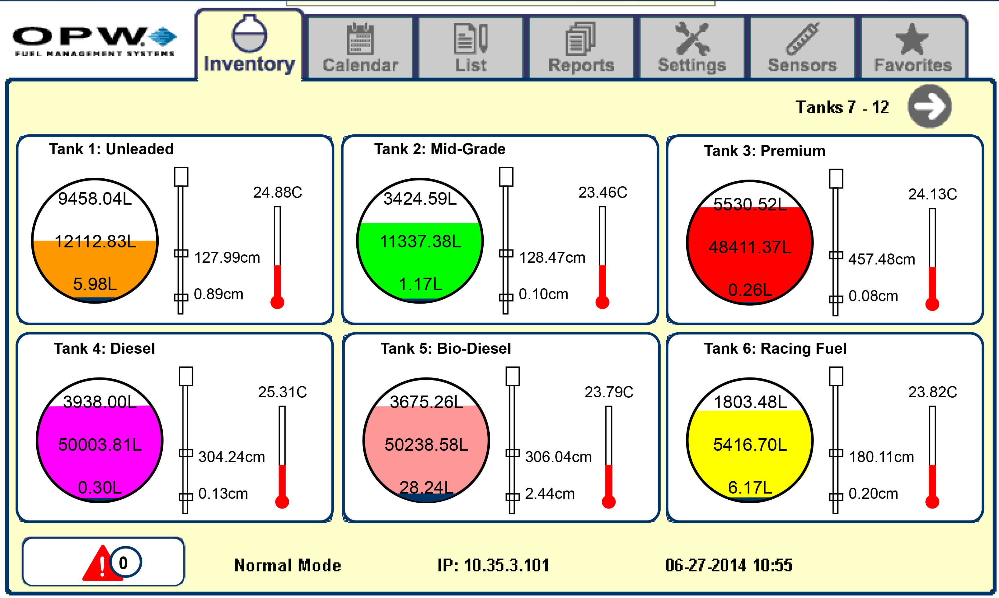 OPW
FUEL MANAGEMENT SYSTEMS
Inventory
Calendar
List
Reports
Settings
Sensors
Favorites
Tanks 7 - 12
Tank 1: Unleaded
9458.04L
12112.83L
5.98L
127.99cm
0.89cm
24.88C
Tank 2: Mid-Grade
3424.59L
11337.38L
1.17L
128.47cm
0.10cm
23.46C
Tank 3: Premium
5530.52L
48411.37L
0.26L
457.48cm
0.08cm
24.13C
Tank 4: Diesel
3938.00L
50003.81L
0.30L
304.24cm
0.13cm
25.31C
Tank 5: Bio-Diesel
3675.26L
50238.58L
28.24L
306.04cm
2.44cm
23.79C
Tank 6: Racing Fuel
1803.48L
5416.70L
6.17L
180.11cm
0.20cm
23.82C
0
Normal Mode
IP: 10.35.3.101
06-27-2014 10:55